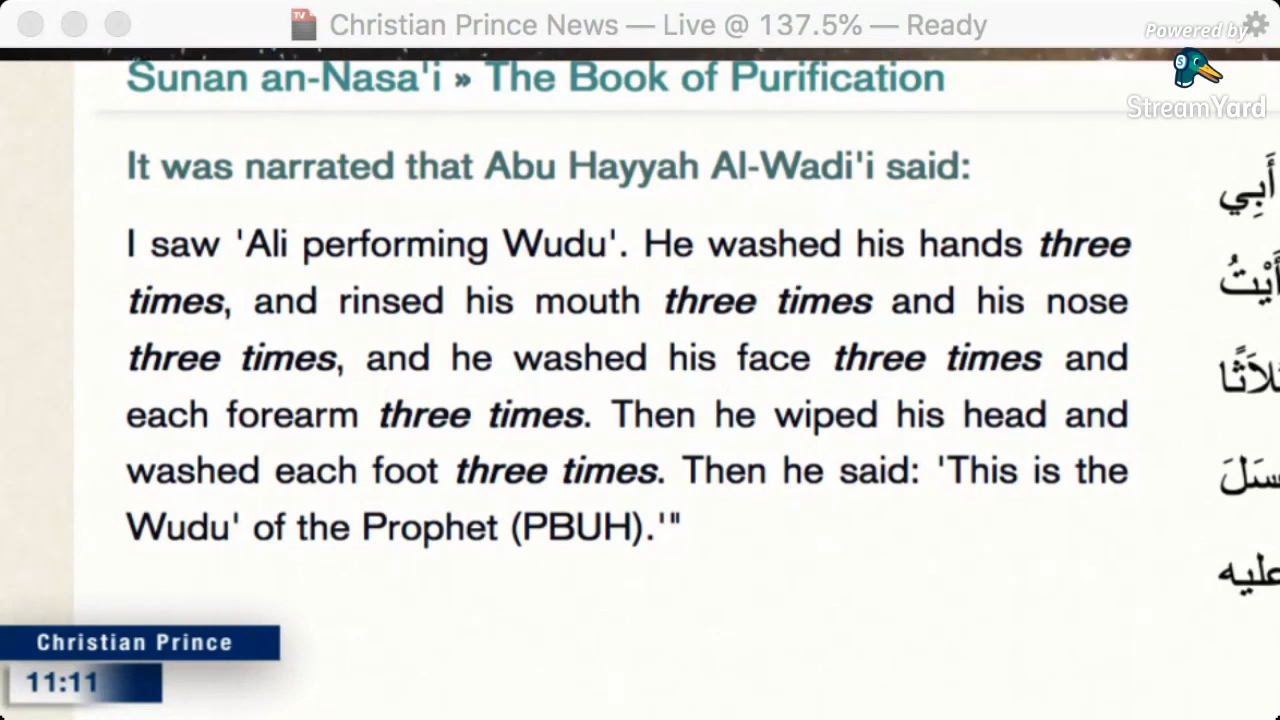 Christian Prince News — Live @ 137.5% — Ready
Powered by
StreamYard
Sunan an-Nasa'i » The Book of Purification
It was narrated that Abu Hayyah Al-Wadi'i said:
I saw 'Ali performing Wudu'. He washed his hands three
times, and rinsed his mouth three times and his nose
three times, and he washed his face three times and
each forearm three times. Then he wiped his head and
washed each foot three times. Then he said: 'This is the
Wudu' of the Prophet (PBUH).'"
أَبِي
عليه
Christian Prince
11:11